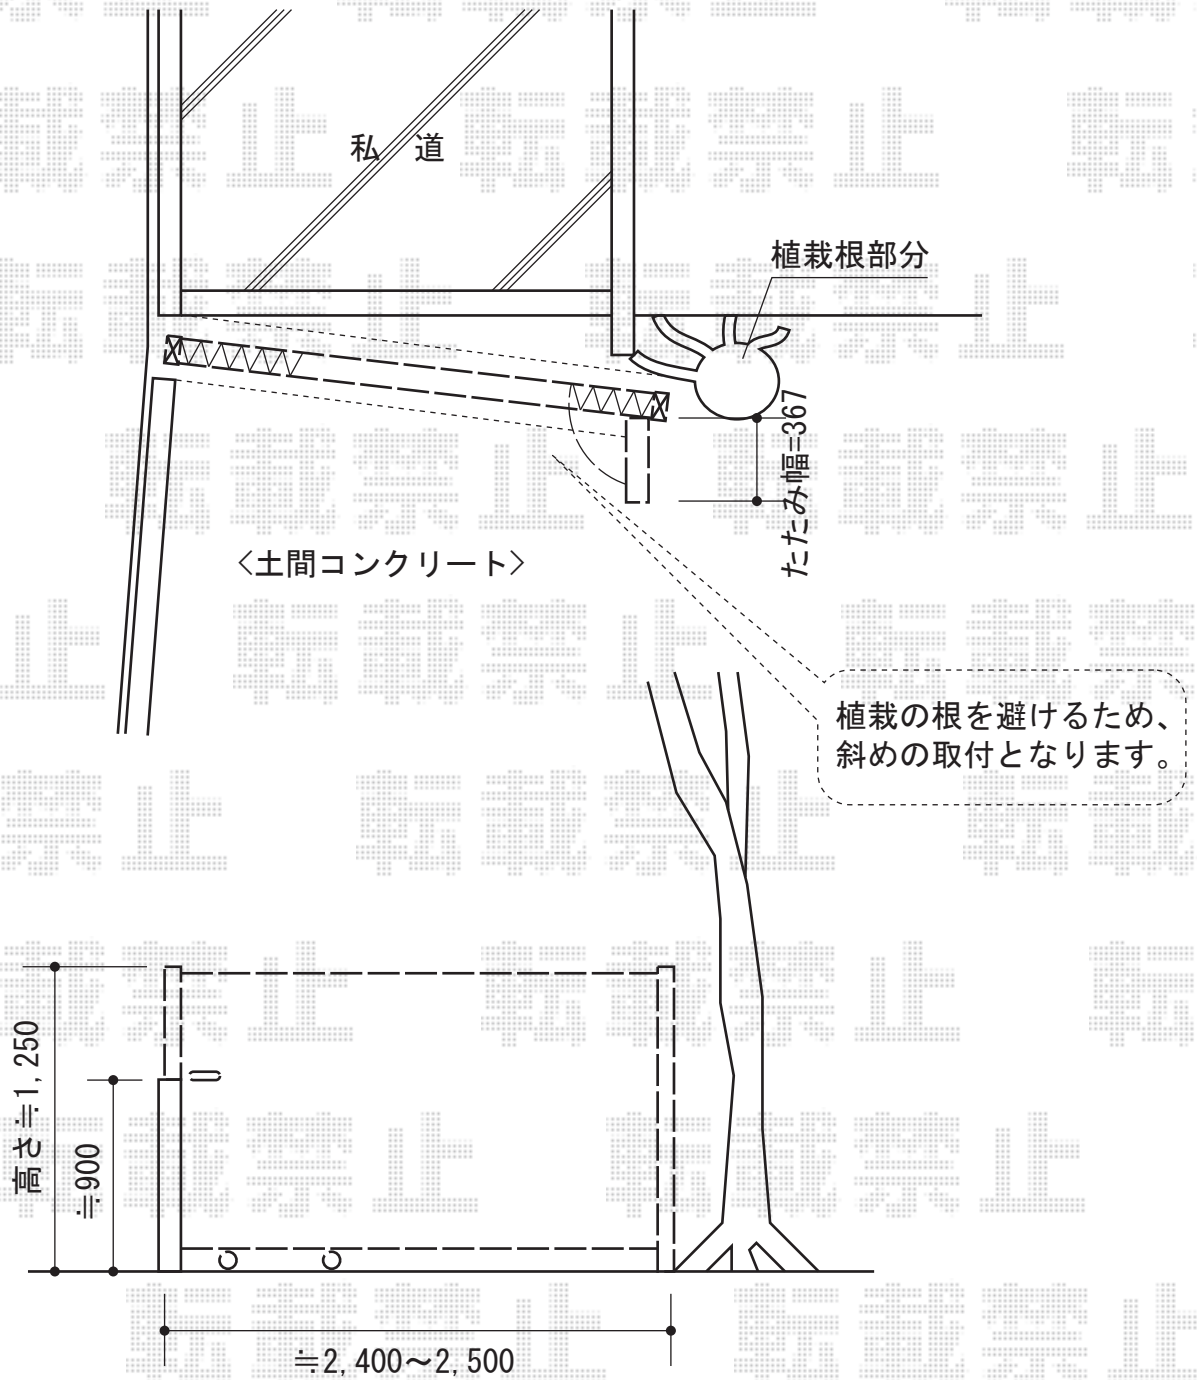 私 道
植栽根部分
たたみ幅=367
〈土間コンクリート〉
植栽の根を避けるため、
斜めの取付となります。
高さ≒1,250
≒900
≒2,400〜2,500
転載禁止